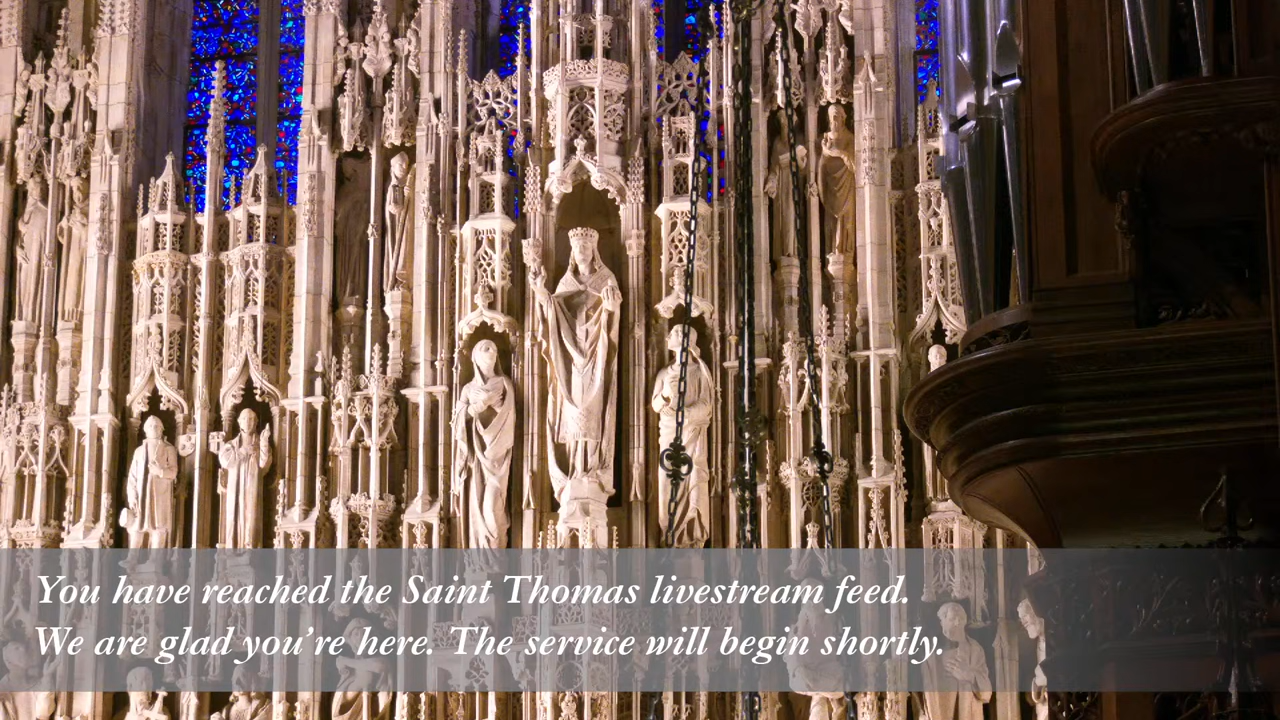 You have reached the Saint Thomas livestream feed.
We are glad you’re here. The service will begin shortly.